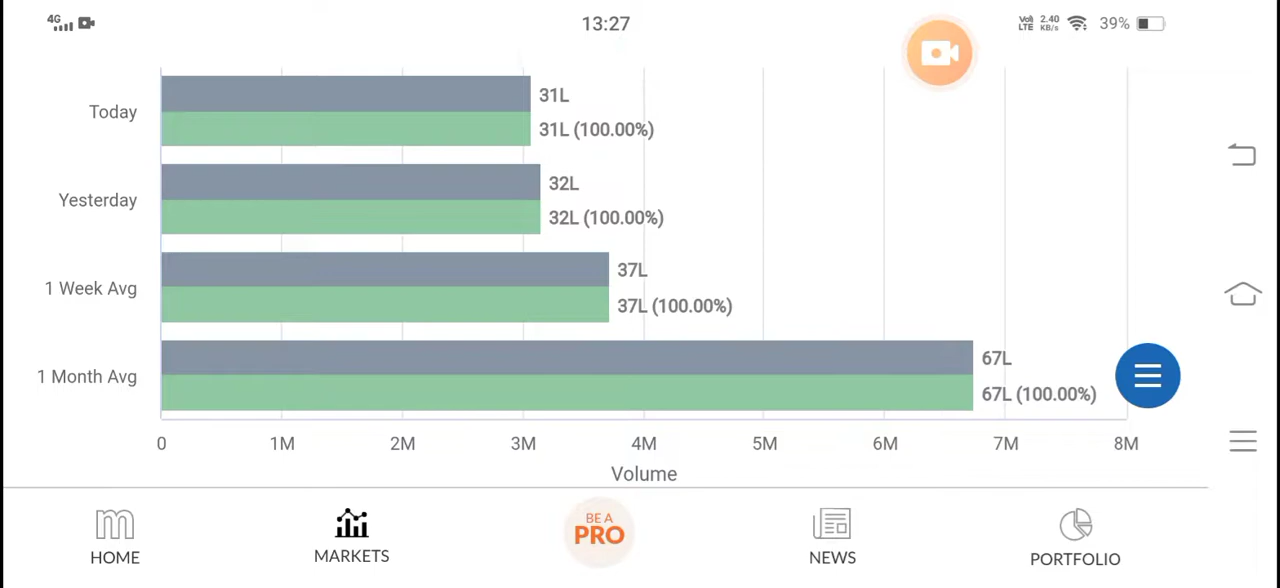 4G
13:27
VoI LTE
2.40 KB/s
39%
Today
31L
31L (100.00%)
Yesterday
32L
32L (100.00%)
1 Week Avg
37L
37L (100.00%)
1 Month Avg
67L
67L (100.00%)
0 1M 2M 3M 4M 5M 6M 7M 8M
Volume
m
HOME
MARKETS
BE A
PRO
NEWS
PORTFOLIO